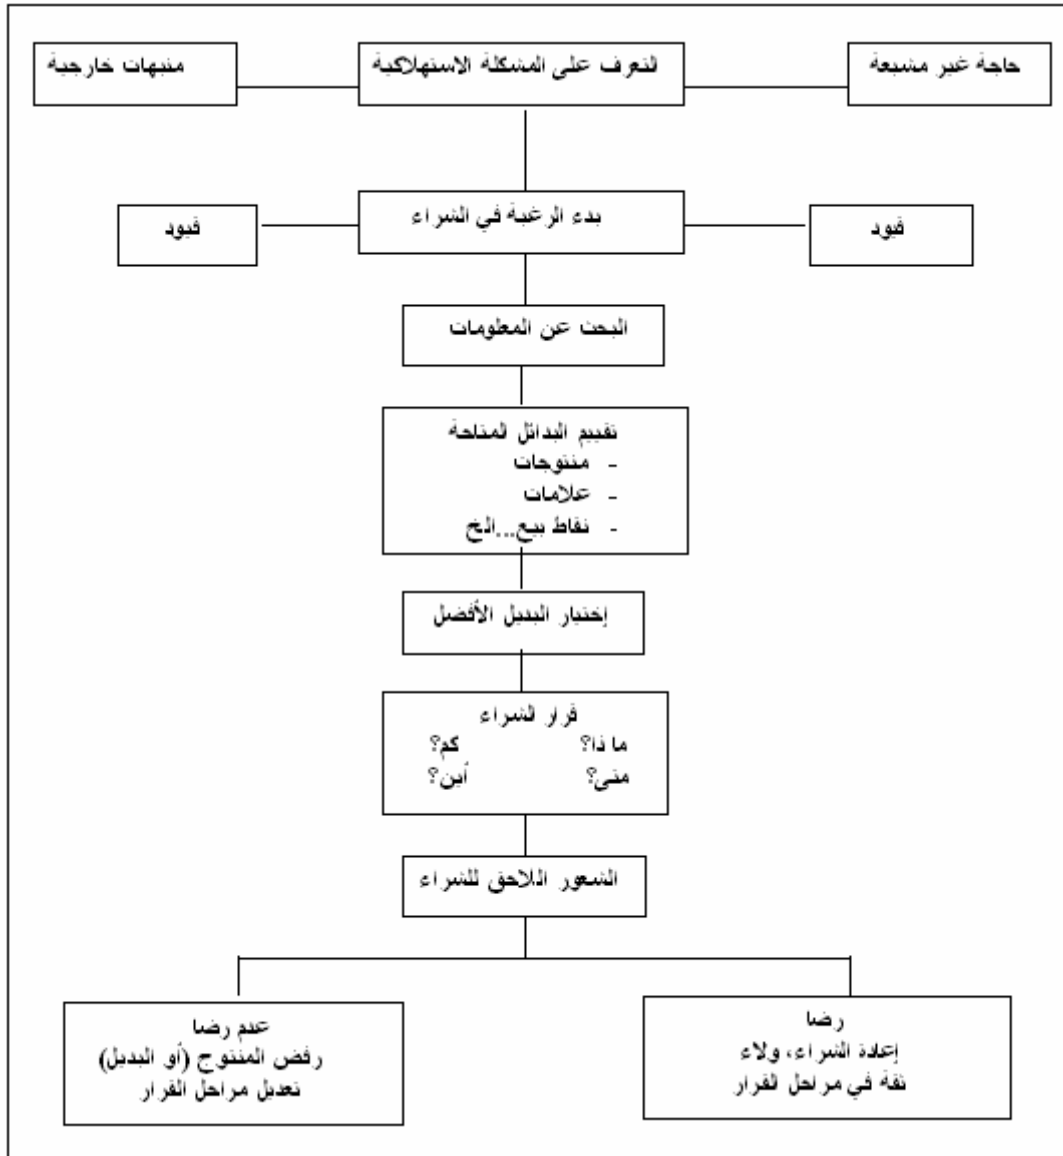 حاجة غير مشبعة
التعرف على المشكلة الاستهلاكية
منبهات خارجية
قيود
بدء الرغبة في الشراء
قيود
البحث عن المعلومات
تقييم البدائل المتاحة
- منتوجات
- علامات
- نقاط بيع...الخ
إختيار البديل الأفضل
قرار الشراء
ما ذا؟ كم؟
متى؟ أين؟
الشعور اللاحق للشراء
رضا
إعادة الشراء، ولاء
ثقة في مراحل القرار
عدم رضا
رفض المنتوج (أو البديل)
تعديل مراحل القرار